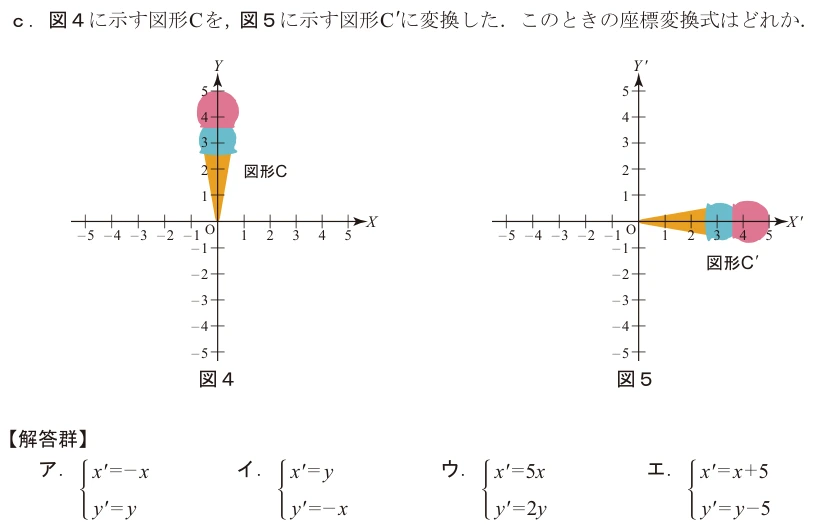 c．図４に示す図形Cを，図５に示す図形C′に変換した．このときの座標変換式はどれか．
Y
5
4
3
2
1
図形C
−5 −4 −3 −2 −1 O 1 2 3 4 5 X
−1
−2
−3
−4
−5
図４
Y′
5
4
3
2
1
−5 −4 −3 −2 −1 O 1 2 3 4 5 X′
図形C′
−1
−2
−3
−4
−5
図５
【解答群】
ア． x′=−x
y′=y
イ． x′=y
y′=−x
ウ． x′=5x
y′=2y
エ． x′=x+5
y′=y−5